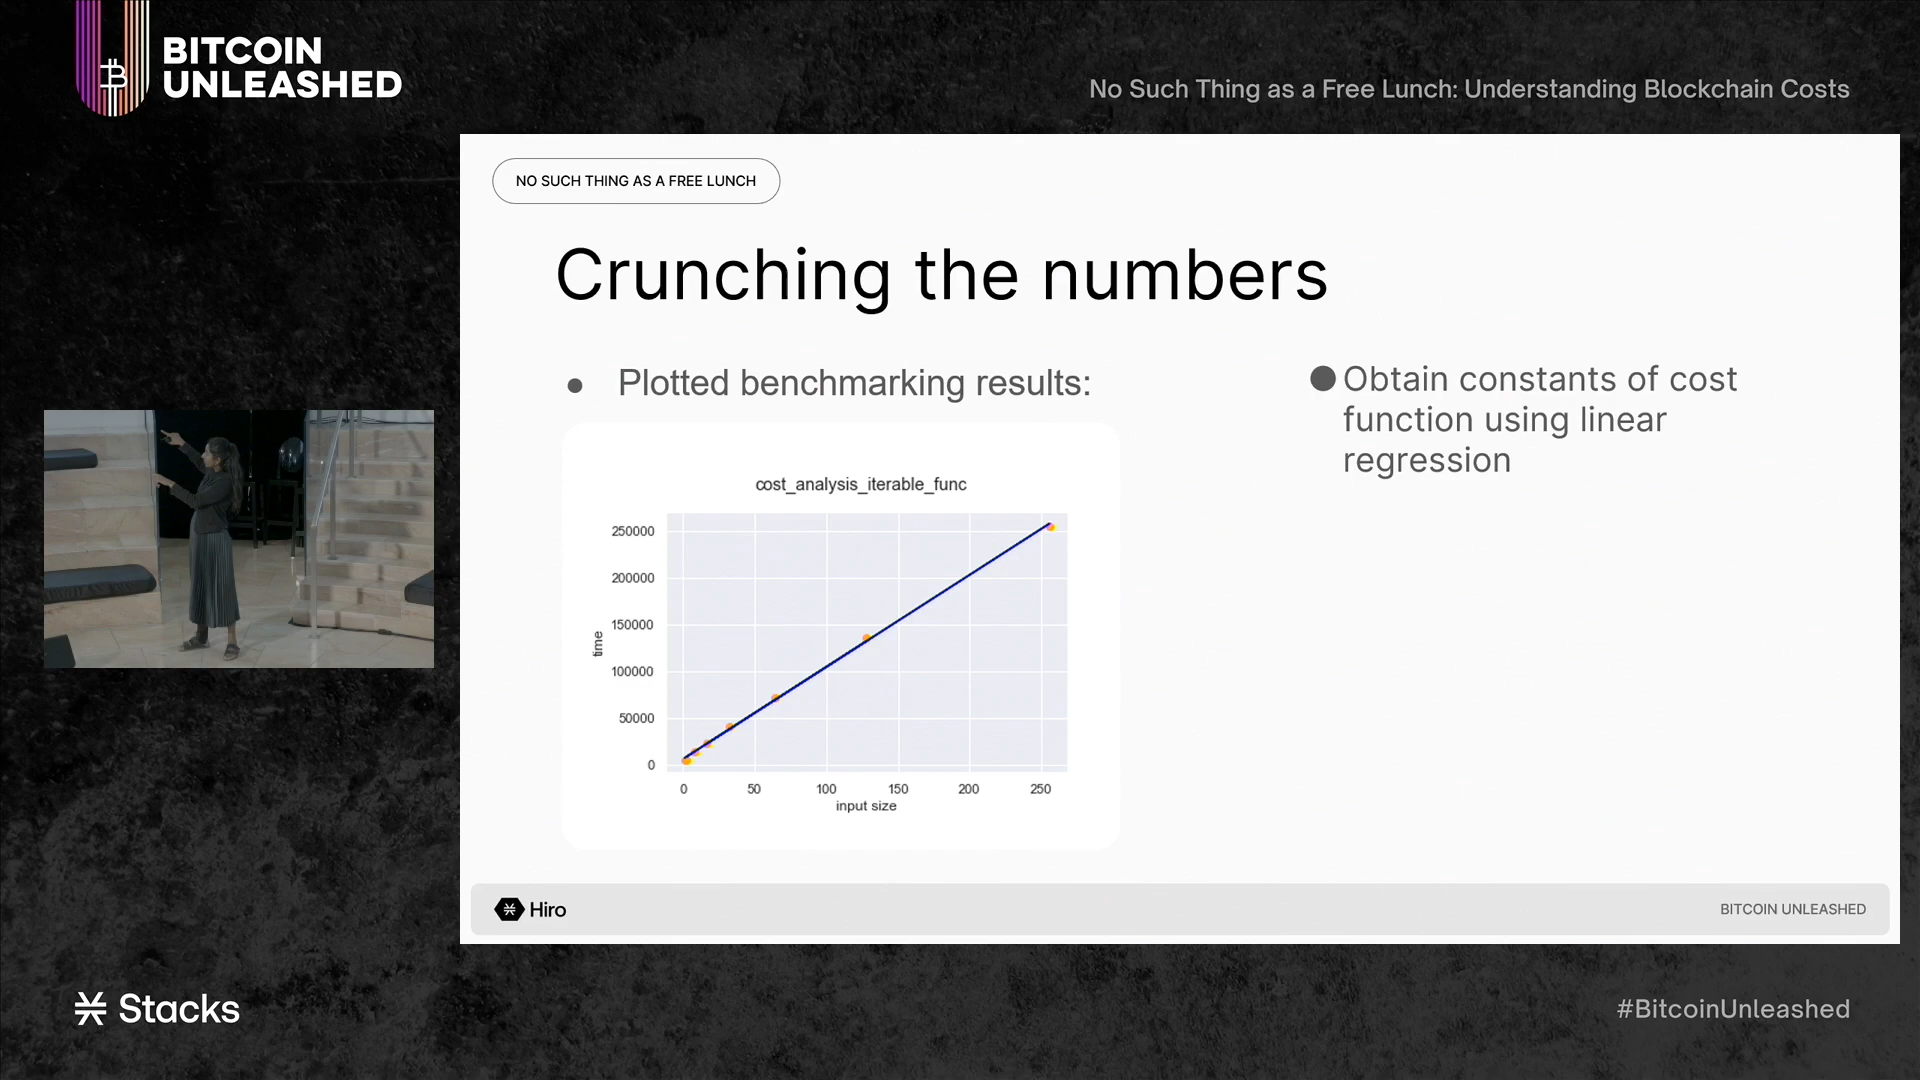 BITCOIN
UNLEASHED
No Such Thing as a Free Lunch: Understanding Blockchain Costs
NO SUCH THING AS A FREE LUNCH
Crunching the numbers
● Plotted benchmarking results:
cost_analysis_iterable_func
250000
200000
150000
100000
50000
0
time
0 50 100 150 200 250
input size
● Obtain constants of cost
function using linear
regression
Hiro
BITCOIN UNLEASHED
Stacks
#BitcoinUnleashed